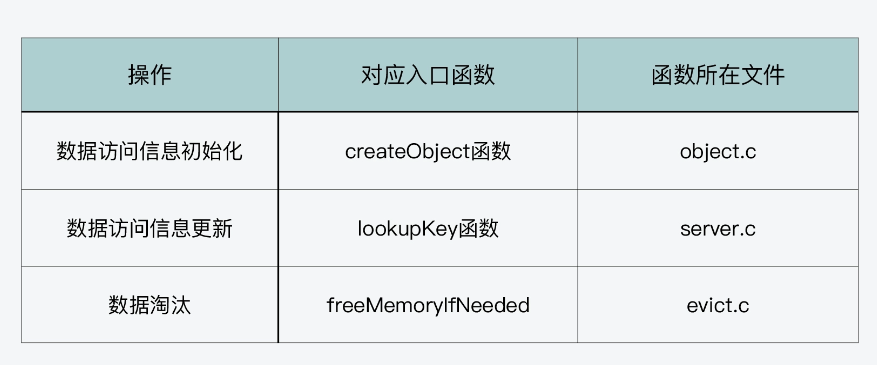 操作 对应入口函数 函数所在文件
数据访问信息初始化 createObject函数 object.c
数据访问信息更新 lookupKey函数 server.c
数据淘汰 freeMemoryIfNeeded evict.c